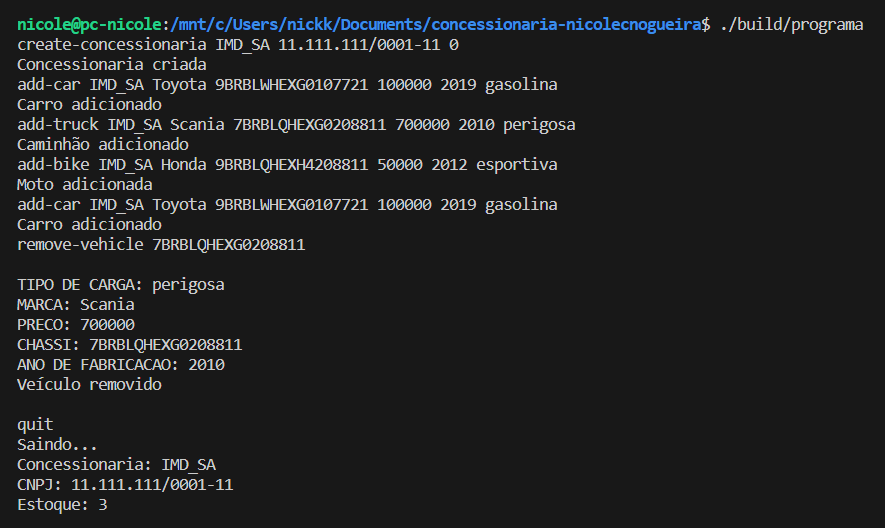 nicole@pc-nicole:/mnt/c/Users/nickk/Documents/concessionaria-nicolecnogueira$ ./build/programa
create-concessionaria IMD_SA 11.111.111/0001-11 0
Concessionaria criada
add-car IMD_SA Toyota 9BRBLWHEXG0107721 100000 2019 gasolina
Carro adicionado
add-truck IMD_SA Scania 7BRBLQHEXG0208811 700000 2010 perigosa
Caminhão adicionado
add-bike IMD_SA Honda 9BRBLQHEXH4208811 50000 2012 esportiva
Moto adicionada
add-car IMD_SA Toyota 9BRBLWHEXG0107721 100000 2019 gasolina
Carro adicionado
remove-vehicle 7BRBLQHEXG0208811
TIPO DE CARGA: perigosa
MARCA: Scania
PRECO: 700000
CHASSI: 7BRBLQHEXG0208811
ANO DE FABRICACAO: 2010
Veículo removido
quit
Saindo...
Concessionaria: IMD_SA
CNPJ: 11.111.111/0001-11
Estoque: 3